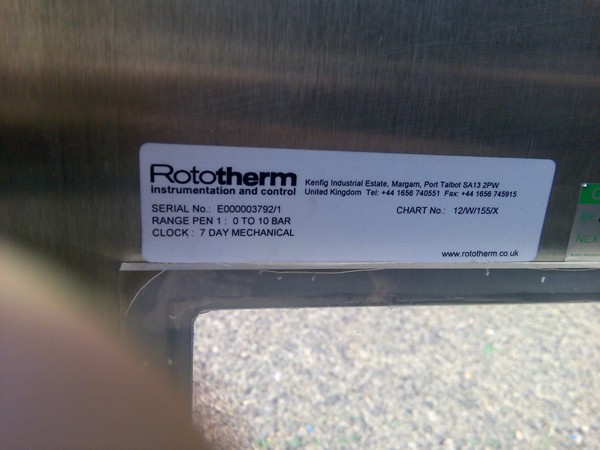 Rototherm
instrumentation and control
Kenfig Industrial Estate, Margam, Port Talbot SA13 2PW
United Kingdom Tel: +44 1656 740551 Fax: +44 1656 745915
SERIAL No.: E000003792/1
CHART No.: 12/W/155/X
RANGE PEN 1 : 0 TO 10 BAR
CLOCK : 7 DAY MECHANICAL
www.rototherm.co.uk
NEX